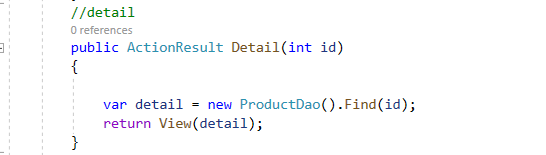 //detail
0 references
public ActionResult Detail(int id)
{
var detail = new ProductDao().Find(id);
return View(detail);
}